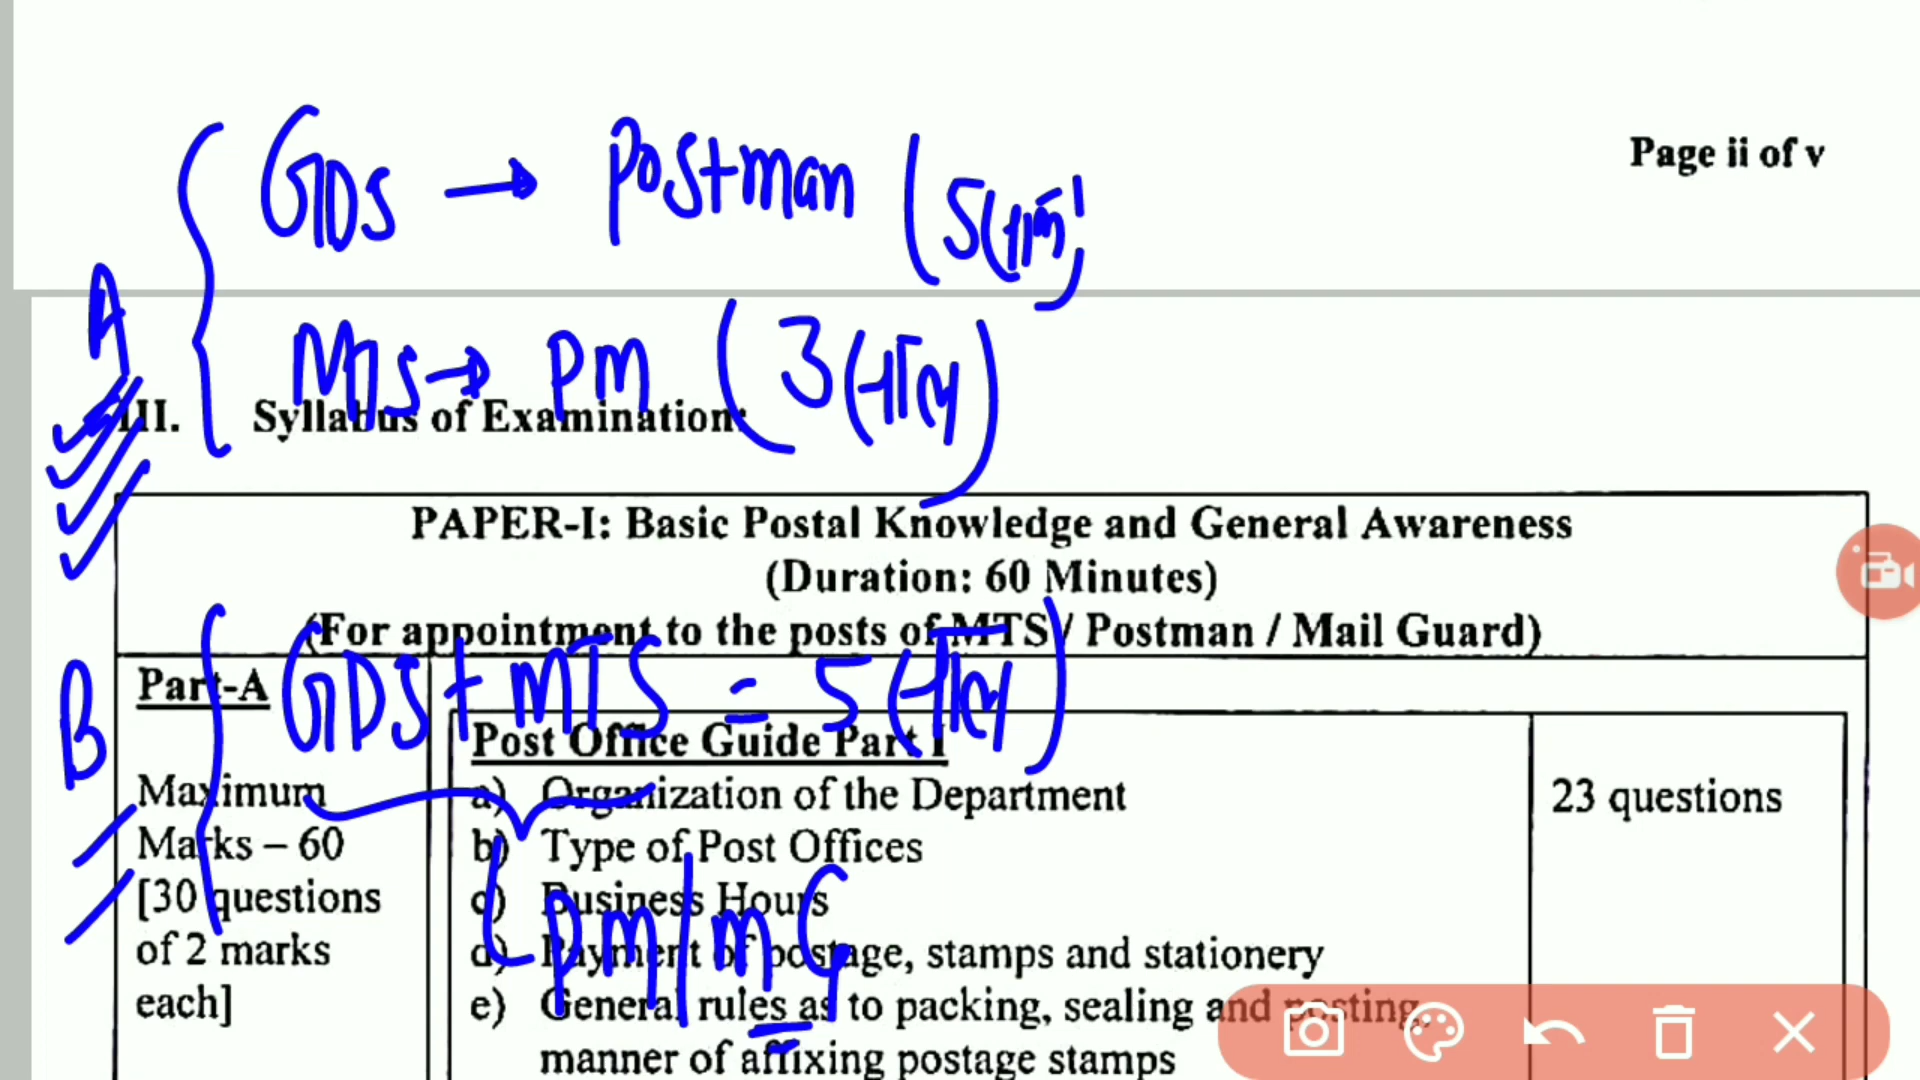 Page ii of v
GDS → Postman (5
A
MTS → PM (3
III. Syllabus of Examination:
PAPER-I: Basic Postal Knowledge and General Awareness
(Duration: 60 Minutes)
(For appointment to the posts of MTS / Postman / Mail Guard)
B
GDS + MTS = 5
PM / MG
Part-A
Maximum
Marks – 60
[30 questions
of 2 marks
each]
Post Office Guide Part I
a) Organization of the Department
b) Type of Post Offices
c) Business Hours
d) Payment of postage, stamps and stationery
e) General rules as to packing, sealing and posting,
manner of affixing postage stamps
23 questions